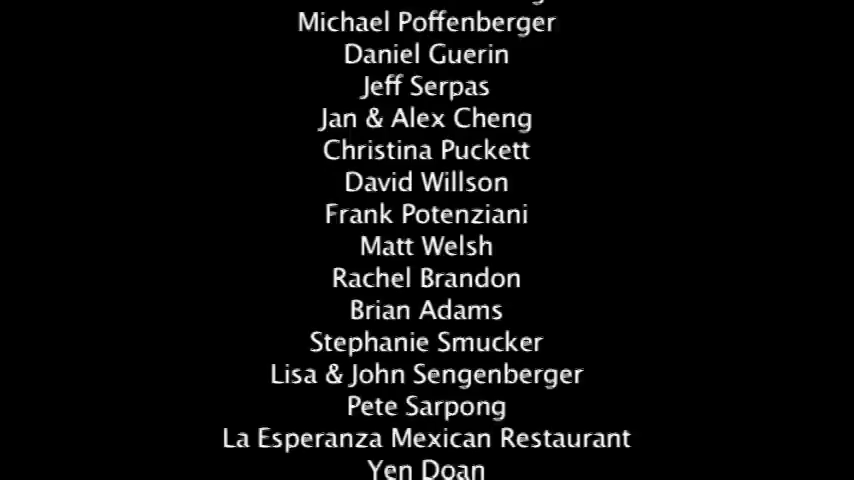 Michael Poffenberger
Daniel Guerin
Jeff Serpas
Jan & Alex Cheng
Christina Puckett
David Willson
Frank Potenziani
Matt Welsh
Rachel Brandon
Brian Adams
Stephanie Smucker
Lisa & John Sengenberger
Pete Sarpong
La Esperanza Mexican Restaurant
Yen Doan